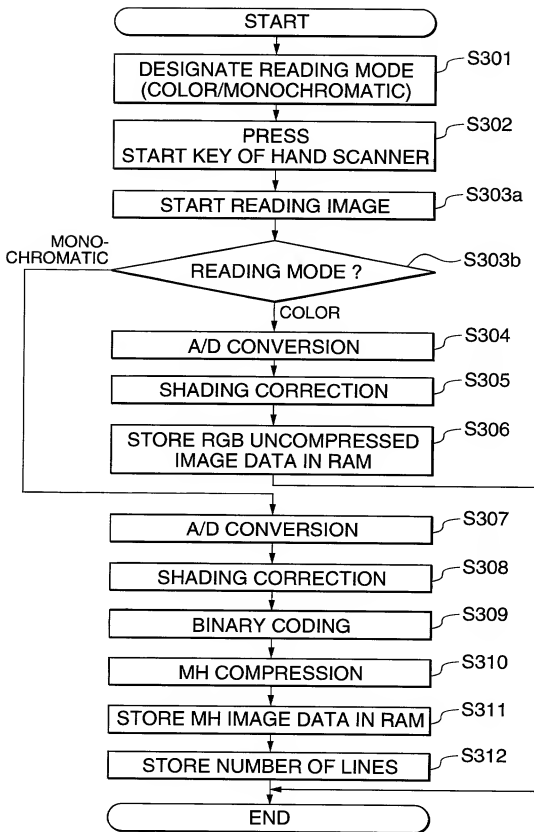 START
DESIGNATE READING MODE
(COLOR/MONOCHROMATIC)
S301
PRESS
START KEY OF HAND SCANNER
S302
START READING IMAGE
S303a
MONO-
CHROMATIC
READING MODE ?
S303b
COLOR
A/D CONVERSION
S304
SHADING CORRECTION
S305
STORE RGB UNCOMPRESSED
IMAGE DATA IN RAM
S306
A/D CONVERSION
S307
SHADING CORRECTION
S308
BINARY CODING
S309
MH COMPRESSION
S310
STORE MH IMAGE DATA IN RAM
S311
STORE NUMBER OF LINES
S312
END